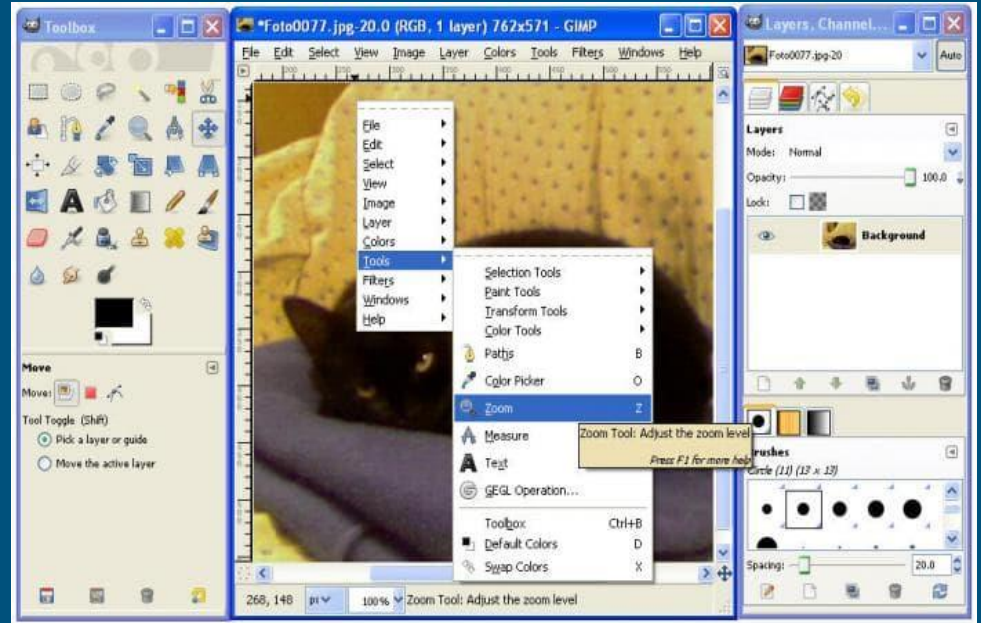 Toolbox
*Foto0077.jpg-20.0 (RGB, 1 layer) 762x571 - GIMP
Layers, Channel...
File Edit Select View Image Layer Colors Tools Filters Windows Help
Foto0077.jpg-20 Auto
File
Edit
Select
View
Image
Layer
Colors
Tools
Filters
Windows
Help
Selection Tools
Paint Tools
Transform Tools
Color Tools
Paths B
Color Picker O
Zoom Z
Measure
Text
GEGL Operation...
Toolbox Ctrl+B
Default Colors D
Swap Colors X
Zoom Tool: Adjust the zoom level
Press F1 for more help
Move
Move:
Tool Toggle (Shift)
Pick a layer or guide
Move the active layer
268, 148 100% Zoom Tool: Adjust the zoom level
Layers
Mode: Normal
Opacity: 100.0
Lock:
Background
Circle (11) (13 x 13)
Spacing: 20.0